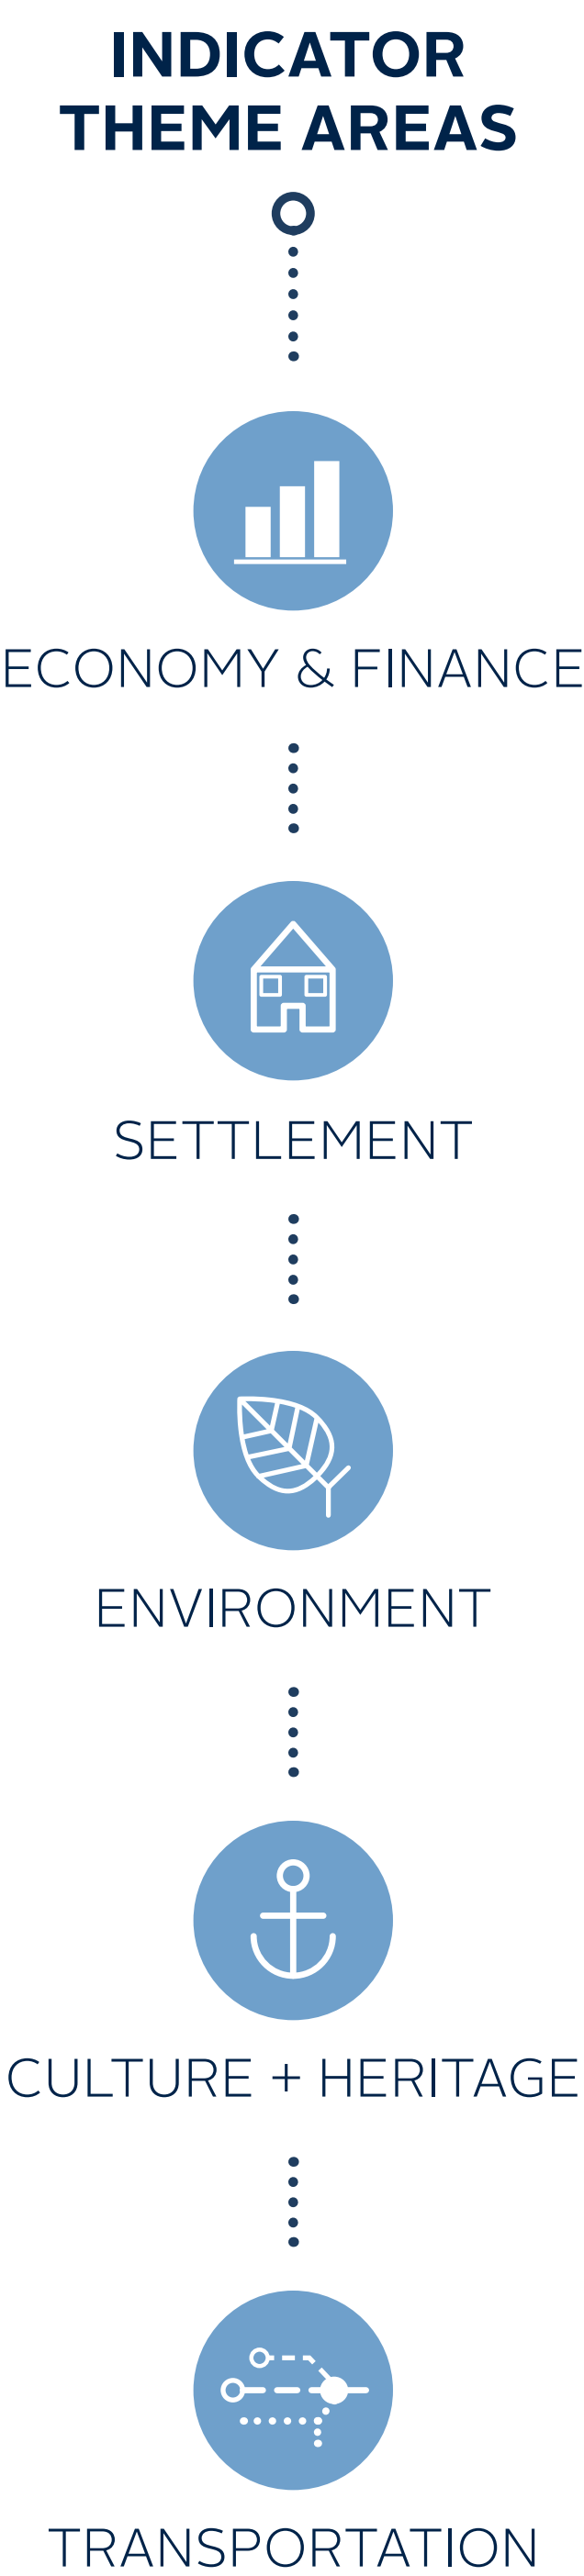 INDICATOR
THEME AREAS
ECONOMY & FINANCE
SETTLEMENT
ENVIRONMENT
CULTURE + HERITAGE
TRANSPORTATION